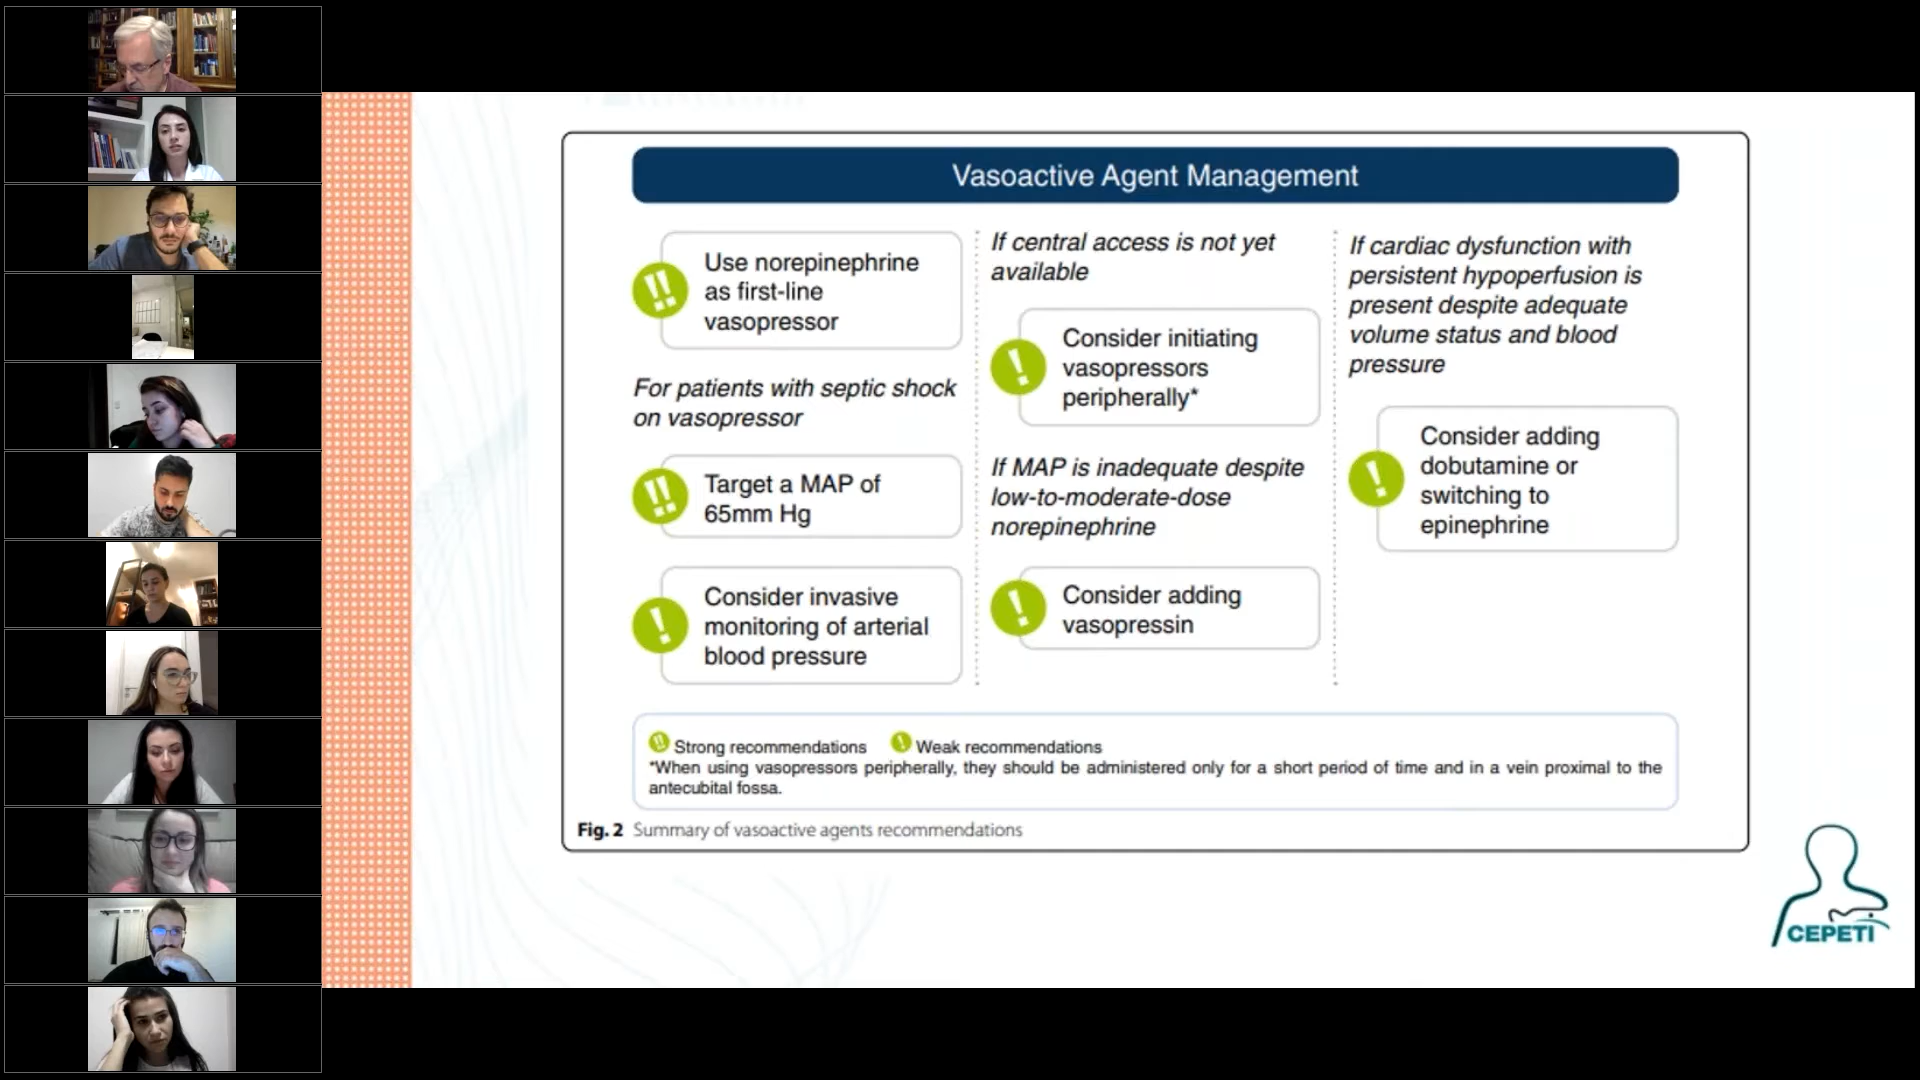 Vasoactive Agent Management
Use norepinephrine
as first-line
vasopressor
For patients with septic shock
on vasopressor
Target a MAP of
65mm Hg
Consider invasive
monitoring of arterial
blood pressure
If central access is not yet
available
Consider initiating
vasopressors
peripherally*
If MAP is inadequate despite
low-to-moderate-dose
norepinephrine
Consider adding
vasopressin
If cardiac dysfunction with
persistent hypoperfusion is
present despite adequate
volume status and blood
pressure
Consider adding
dobutamine or
switching to
epinephrine
Strong recommendations Weak recommendations
*When using vasopressors peripherally, they should be administered only for a short period of time and in a vein proximal to the
antecubital fossa.
Fig. 2 Summary of vasoactive agents recommendations
CEPETI